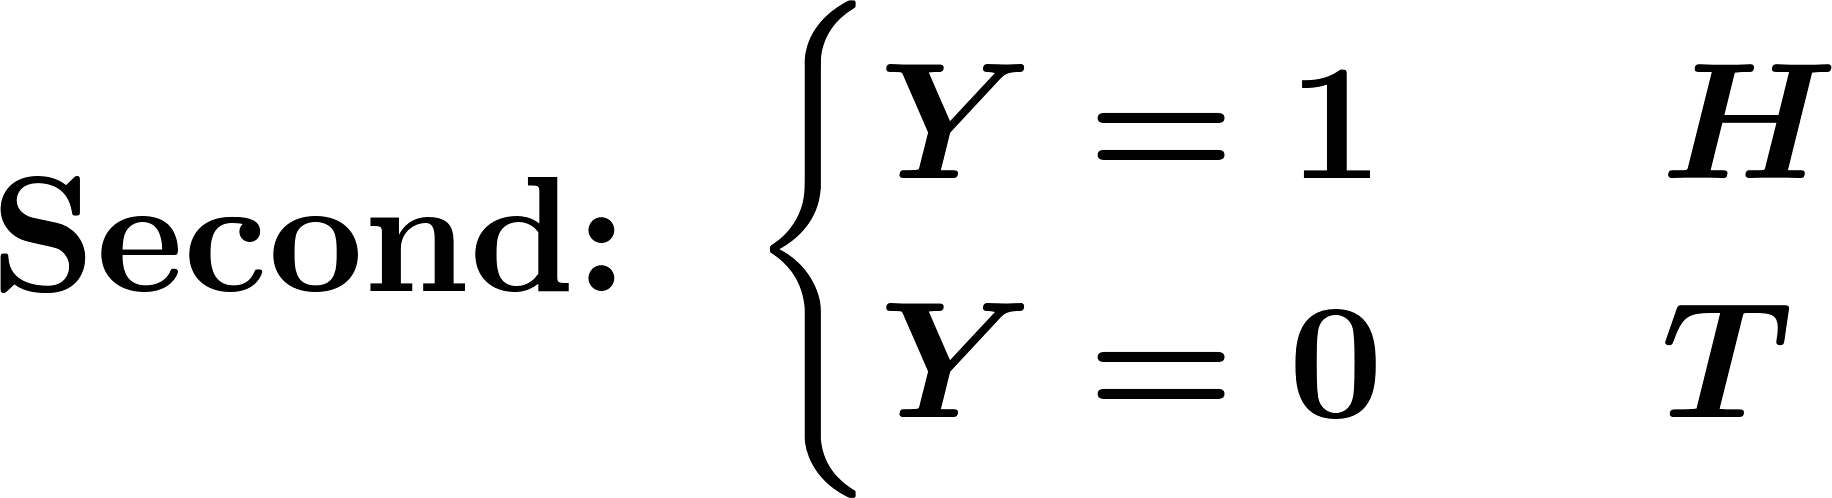 Y = 1 H
Second:
Y = 0 T